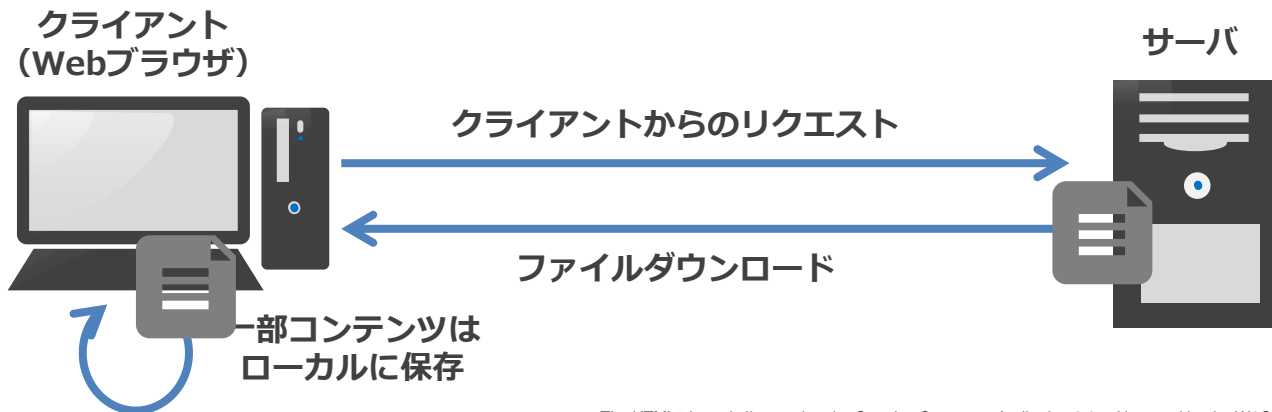 クライアント
（Webブラウザ）
サーバ
クライアントからのリクエスト
ファイルダウンロード
一部コンテンツは
ローカルに保存